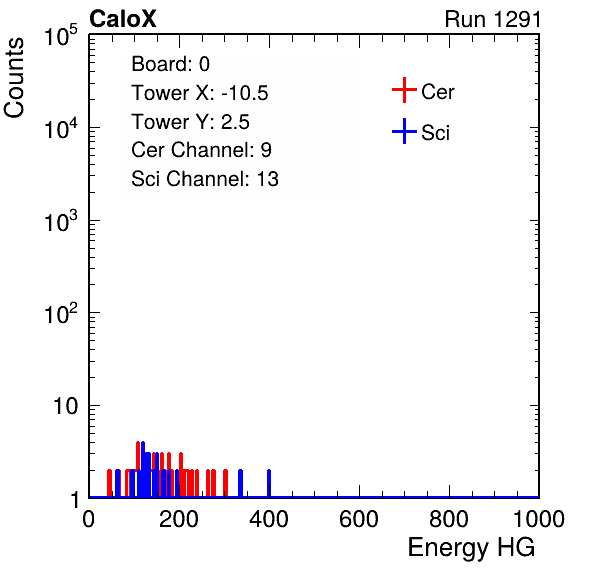 CaloX Run 1291
Counts
Board: 0
Tower X: -10.5
Tower Y: 2.5
Cer Channel: 9
Sci Channel: 13
Cer
Sci
10^5
10^4
10^3
10^2
10
1
0 200 400 600 800 1000
Energy HG